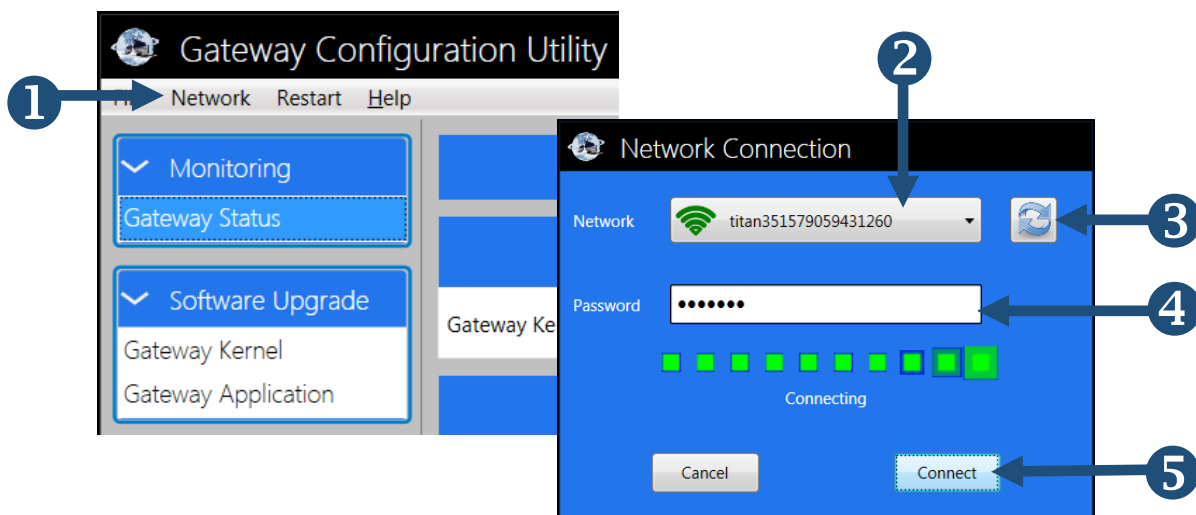 Gateway Configuration Utility
1
Network Restart Help
2
Monitoring
Gateway Status
Software Upgrade
Gateway Kernel
Gateway Application
Gateway Ke
Network Connection
Network titan351579059431260
3
Password •••••••
4
Connecting
Cancel Connect
5